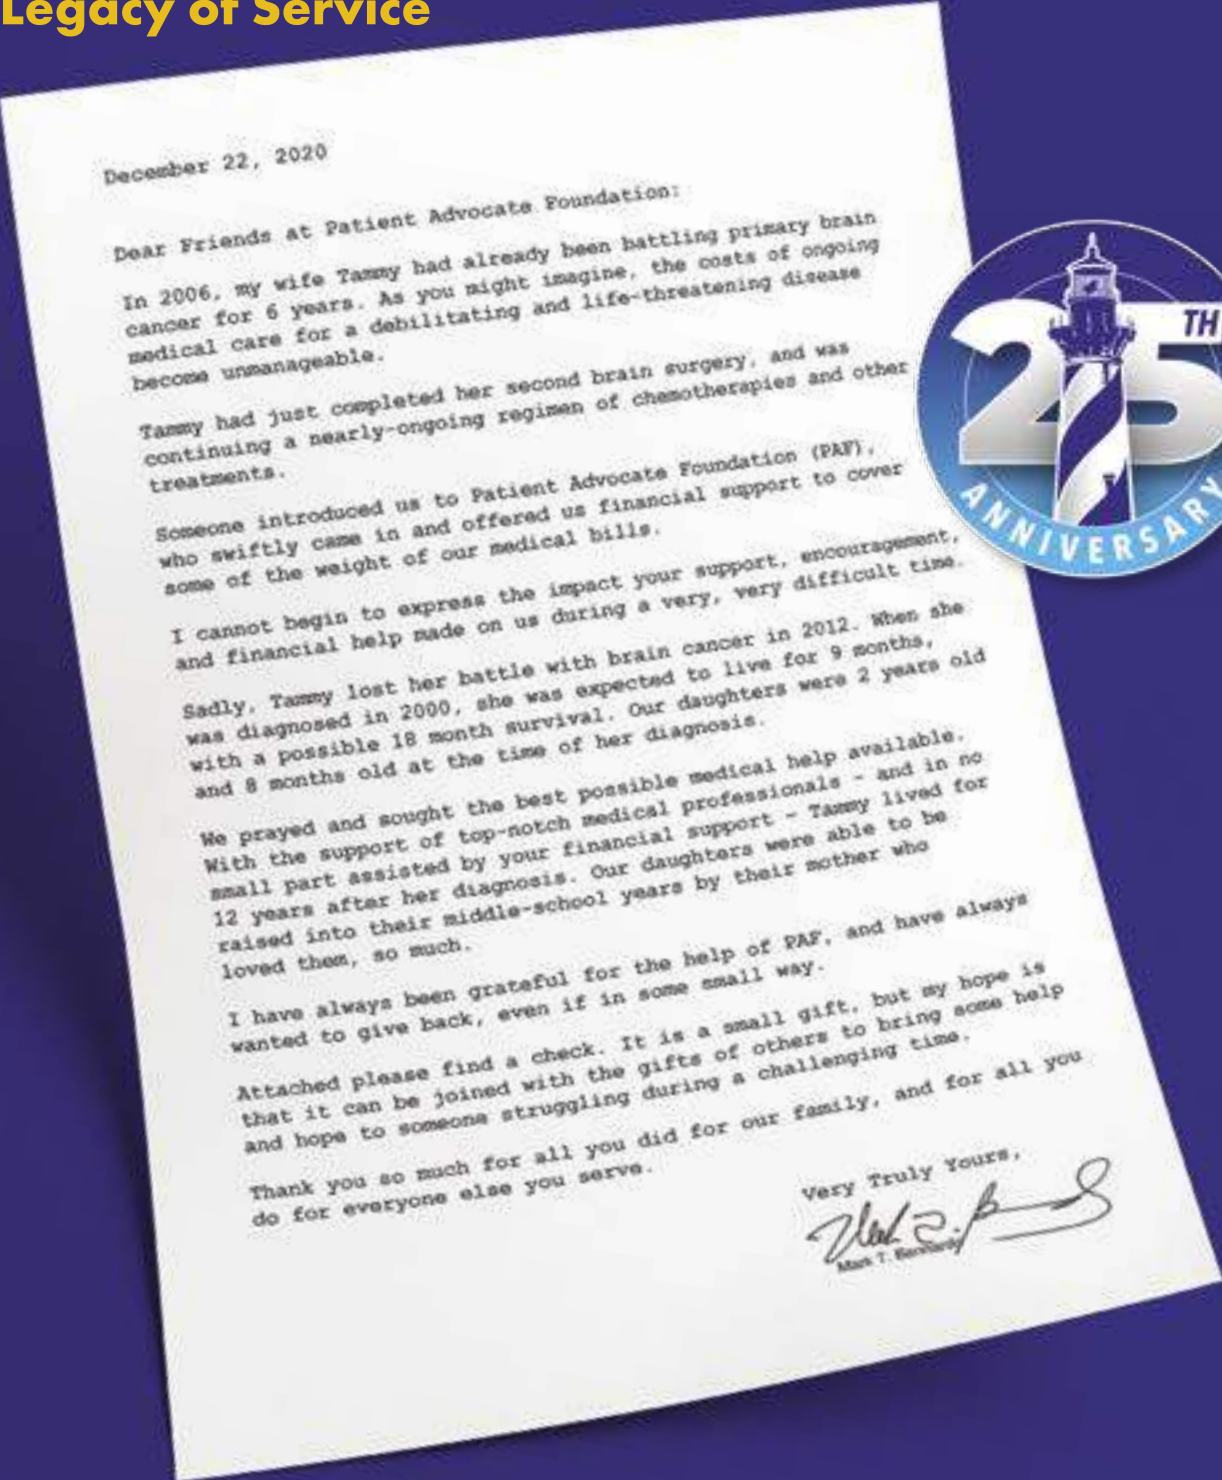 Legacy of Service
December 22, 2020
Dear Friends at Patient Advocate Foundation:
In 2006, my wife Tammy had already been battling primary brain
cancer for 6 years. As you might imagine, the costs of ongoing
medical care for a debilitating and life-threatening disease
become unmanageable.
Tammy had just completed her second brain surgery, and was
continuing a nearly-ongoing regimen of chemotherapies and other
treatments.
Someone introduced us to Patient Advocate Foundation (PAF),
who swiftly came in and offered us financial support to cover
some of the weight of our medical bills.
I cannot begin to express the impact your support, encouragement,
and financial help made on us during a very, very difficult time.
Sadly, Tammy lost her battle with brain cancer in 2012. When she
was diagnosed in 2000, she was expected to live for 9 months,
with a possible 18 month survival. Our daughters were 2 years old
and 8 months old at the time of her diagnosis.
We prayed and sought the best possible medical help available.
With the support of top-notch medical professionals - and in no
small part assisted by your financial support - Tammy lived for
12 years after her diagnosis. Our daughters were able to be
raised into their middle-school years by their mother who
loved them, so much.
I have always been grateful for the help of PAF, and have always
wanted to give back, even if in some small way.
Attached please find a check. It is a small gift, but my hope is
that it can be joined with the gifts of others to bring some help
and hope to someone struggling during a challenging time.
Thank you so much for all you did for our family, and for all you
do for everyone else you serve.
Very Truly Yours,
Mark T.
25TH
ANNIVERSARY